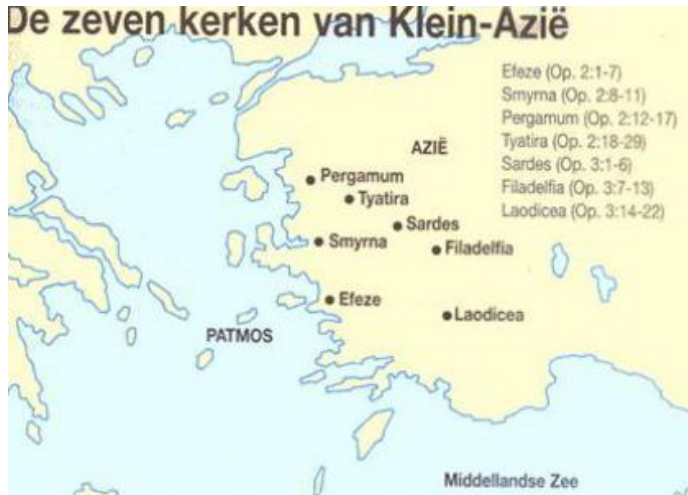 De zeven kerken van Klein-Azië
Efeze (Op. 2:1-7)
Smyrna (Op. 2:8-11)
Pergamum (Op. 2:12-17)
Tyatira (Op. 2:18-29)
Sardes (Op. 3:1-6)
Filadelfia (Op. 3:7-13)
Laodicea (Op. 3:14-22)
AZIË
Pergamum
Tyatira
Sardes
Smyrna
Filadelfia
Efeze
Laodicea
PATMOS
Middellandse Zee